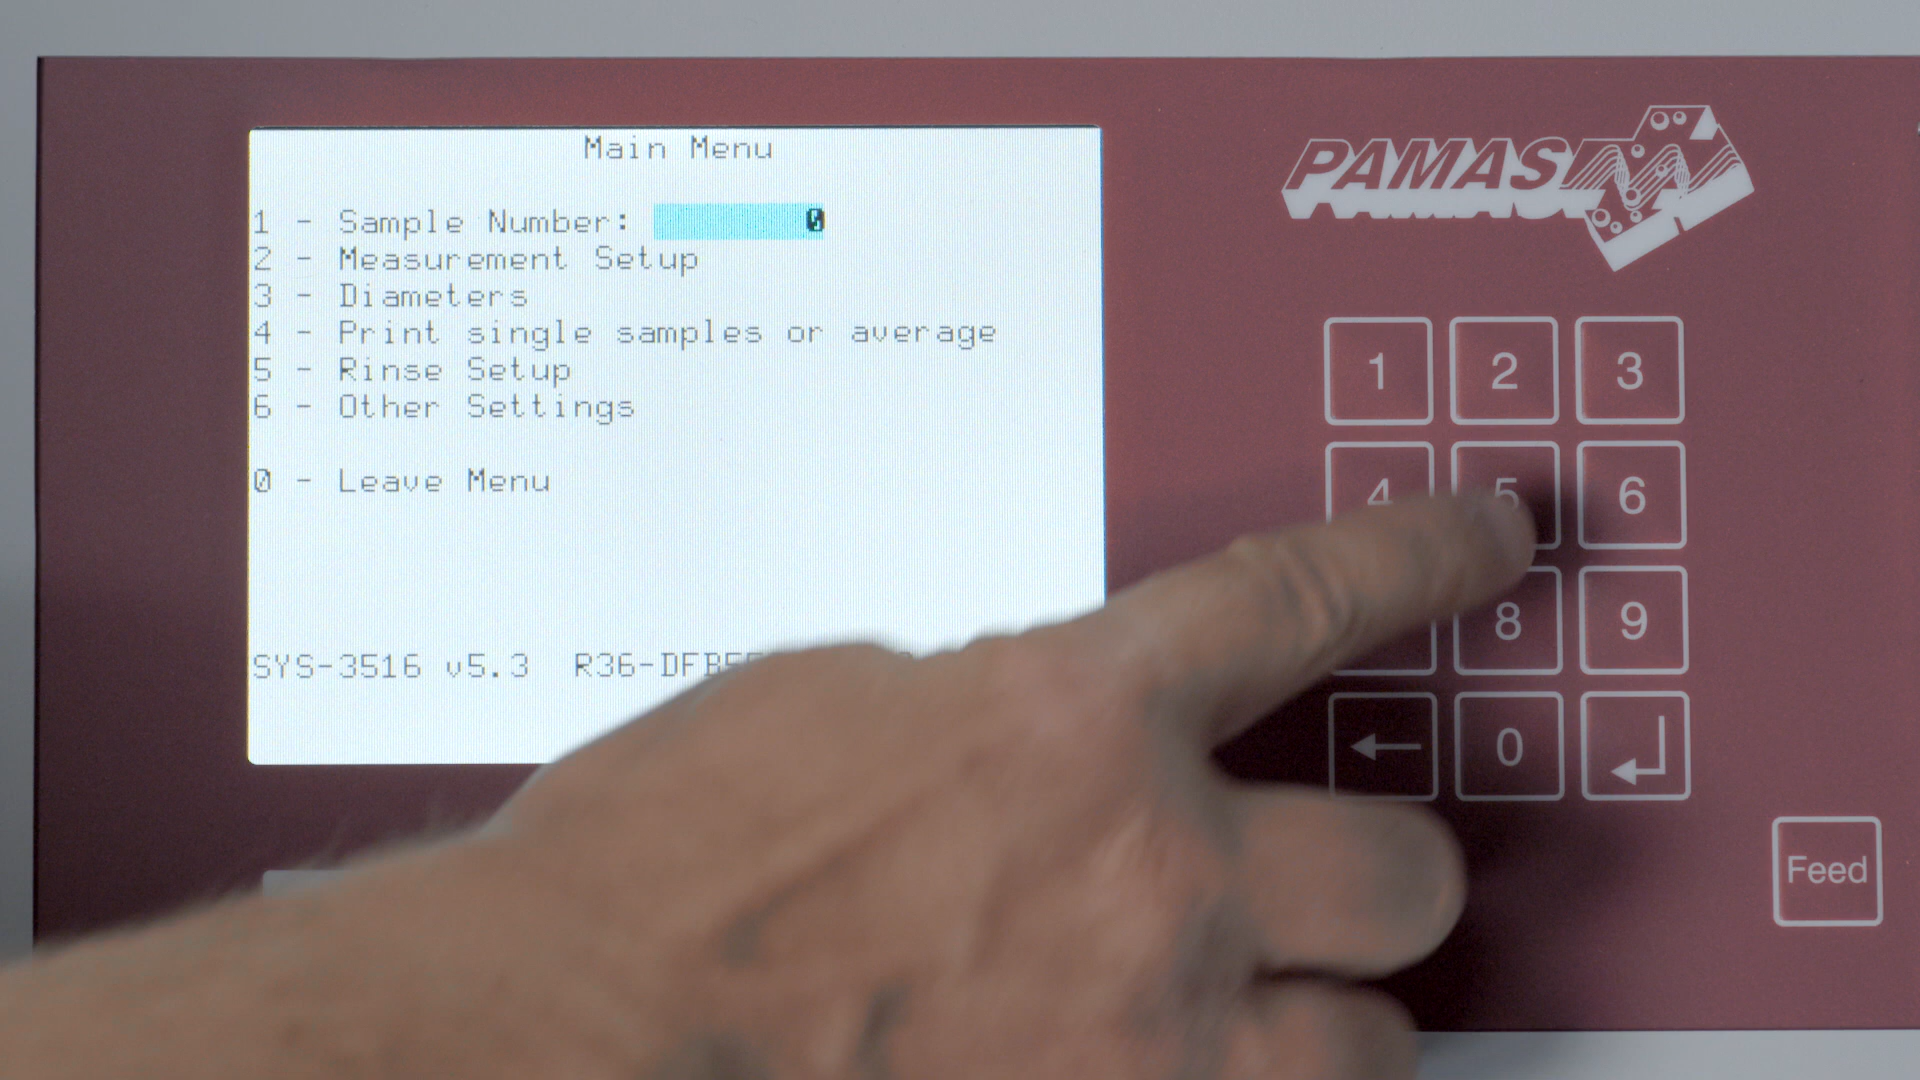 Main Menu
1 - Sample Number:
2 - Measurement Setup
3 - Diameters
4 - Print single samples or average
5 - Rinse Setup
6 - Other Settings
0 - Leave Menu
SYS-3516 v5.3 R36-DFB5
PAMAS
1 2 3
4 5 6
8 9
0
Feed